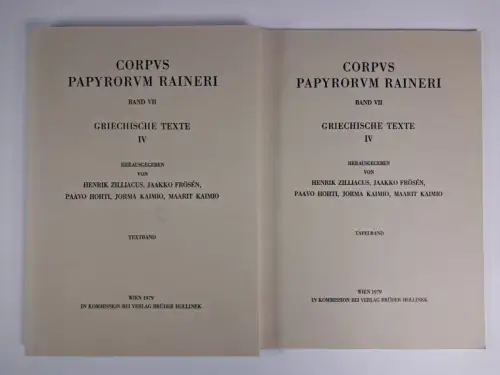 CORPVS
PAPYRORVM RAINERI
BAND VII
GRIECHISCHE TEXTE
IV
HERAUSGEGEBEN
VON
HENRIK ZILLIACUS, JAAKKO FRÖSÉN,
PAAVO HOHTI, JORMA KAIMIO, MAARIT KAIMIO
TEXTBAND
WIEN 1979
IN KOMMISSION BEI VERLAG BRÜDER HOLLINEK
CORPVS
PAPYRORVM RAINERI
BAND VII
GRIECHISCHE TEXTE
IV
HERAUSGEGEBEN
VON
HENRIK ZILLIACUS, JAAKKO FRÖSÉN,
PAAVO HOHTI, JORMA KAIMIO, MAARIT KAIMIO
TAFELBAND
WIEN 1979
IN KOMMISSION BEI VERLAG BRÜDER HOLLINEK